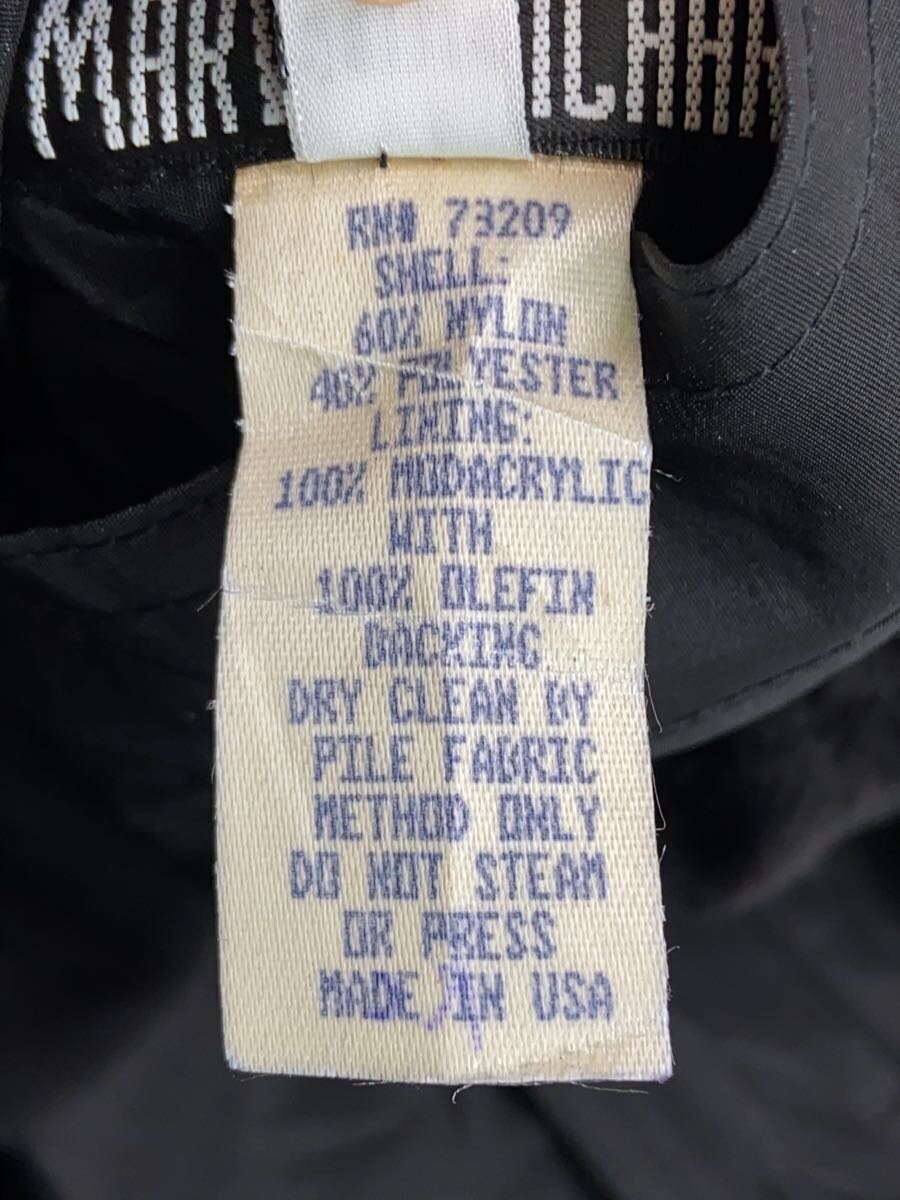 RN# 73209
SHELL:
60% NYLON
40% POLYESTER
LINING:
100% MODACRYLIC
WITH
100% OLEFIN
BACKING
DRY CLEAN BY
PILE FABRIC
METHOD ONLY
DO NOT STEAM
OR PRESS
MADE IN USA